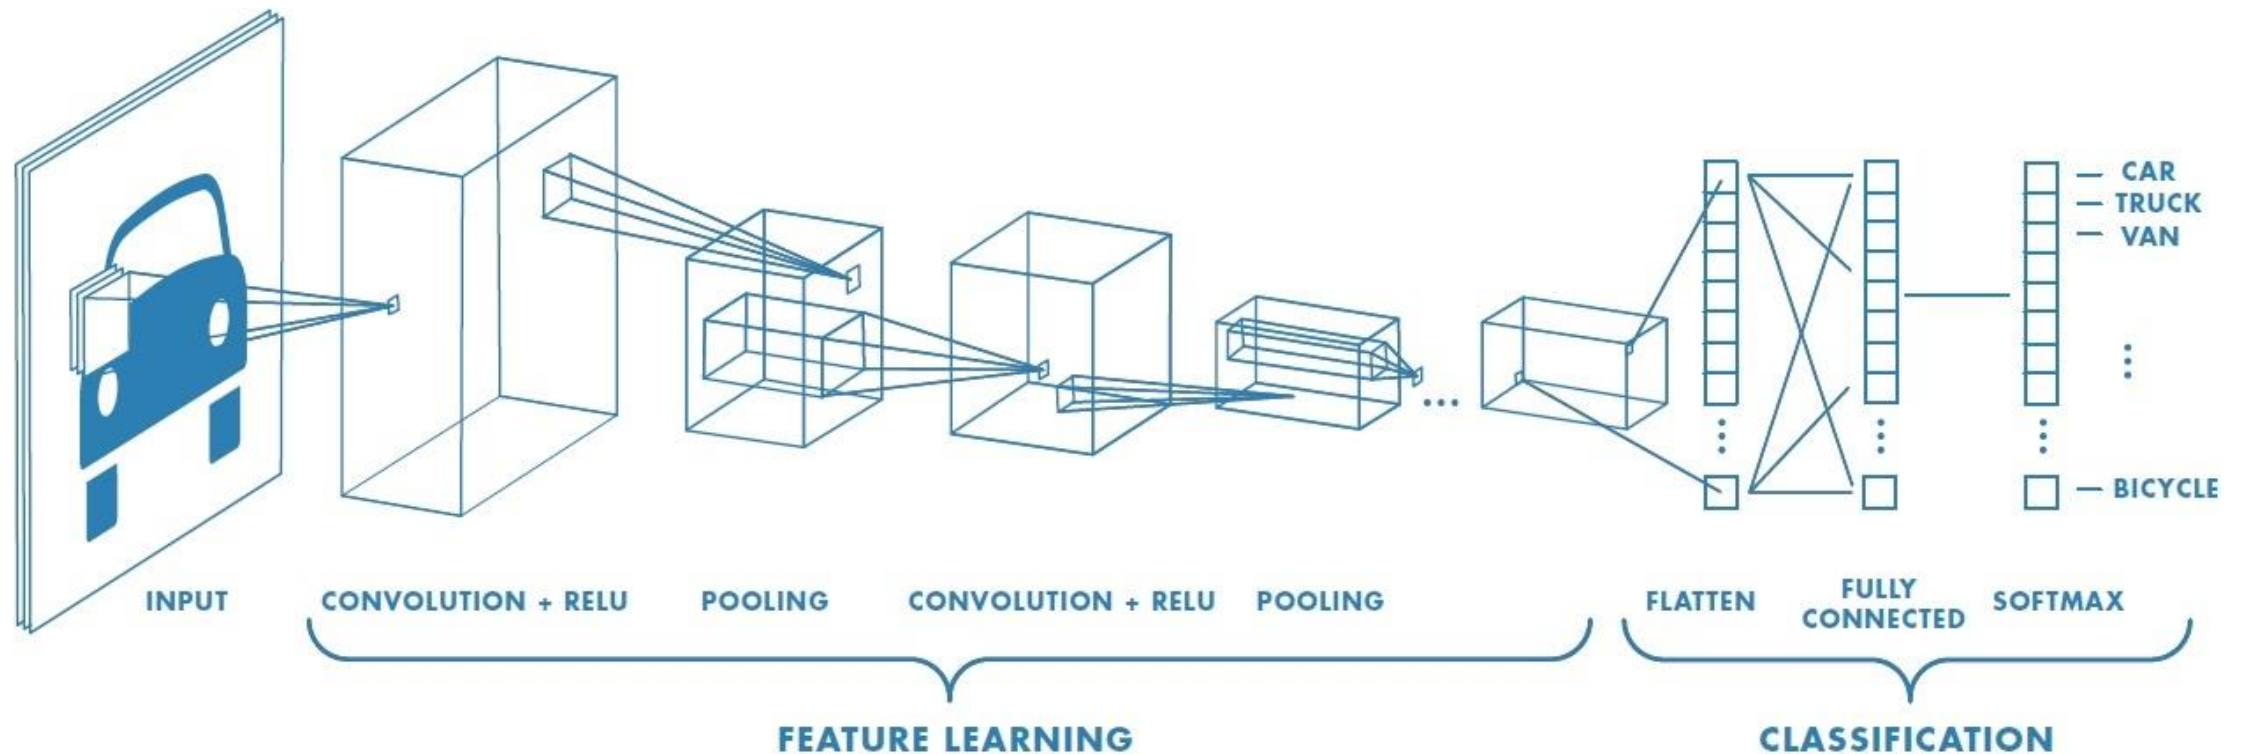 CAR
TRUCK
VAN
BICYCLE
INPUT
CONVOLUTION + RELU
POOLING
CONVOLUTION + RELU
POOLING
FLATTEN
FULLY
CONNECTED
SOFTMAX
FEATURE LEARNING
CLASSIFICATION